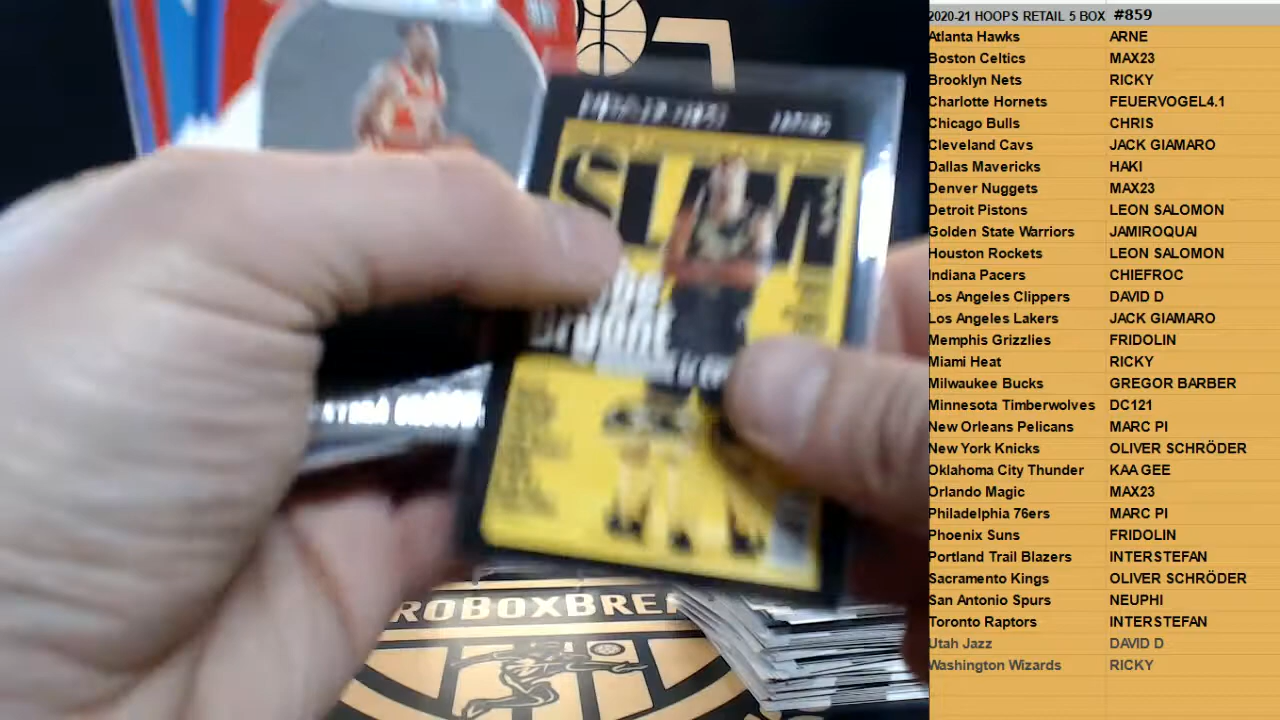 SLAM
Bryant
ROBOXBRE
2020-21 HOOPS RETAIL 5 BOX #859
Atlanta Hawks ARNE
Boston Celtics MAX23
Brooklyn Nets RICKY
Charlotte Hornets FEUERVOGEL4.1
Chicago Bulls CHRIS
Cleveland Cavs JACK GIAMARO
Dallas Mavericks HAKI
Denver Nuggets MAX23
Detroit Pistons LEON SALOMON
Golden State Warriors JAMIROQUAI
Houston Rockets LEON SALOMON
Indiana Pacers CHIEFROC
Los Angeles Clippers DAVID D
Los Angeles Lakers JACK GIAMARO
Memphis Grizzlies FRIDOLIN
Miami Heat RICKY
Milwaukee Bucks GREGOR BARBER
Minnesota Timberwolves DC121
New Orleans Pelicans MARC PI
New York Knicks OLIVER SCHRÖDER
Oklahoma City Thunder KAA GEE
Orlando Magic MAX23
Philadelphia 76ers MARC PI
Phoenix Suns FRIDOLIN
Portland Trail Blazers INTERSTEFAN
Sacramento Kings OLIVER SCHRÖDER
San Antonio Spurs NEUPHI
Toronto Raptors INTERSTEFAN
Utah Jazz DAVID D
Washington Wizards RICKY